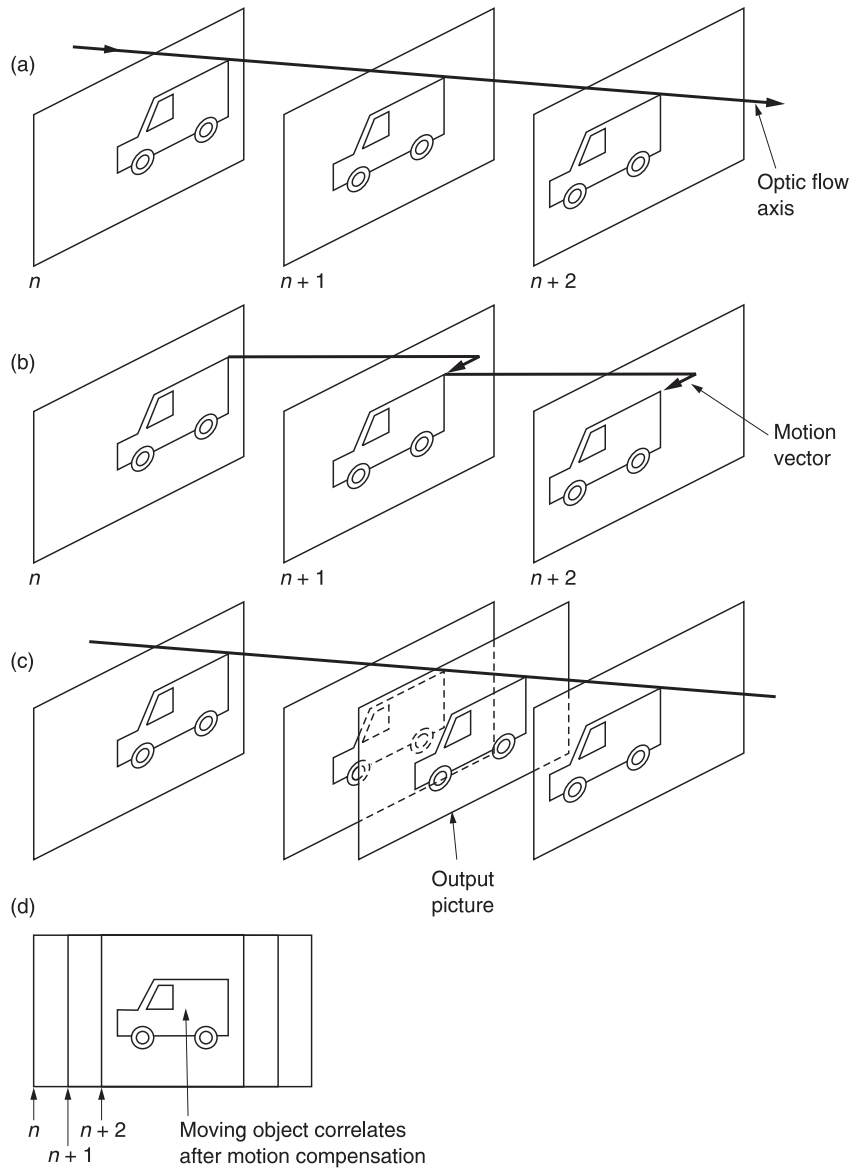 (a)
Optic flow
axis
n
n + 1
n + 2
(b)
Motion
vector
n
n + 1
n + 2
(c)
Output
picture
(d)
n
n + 1
n + 2
Moving object correlates
after motion compensation